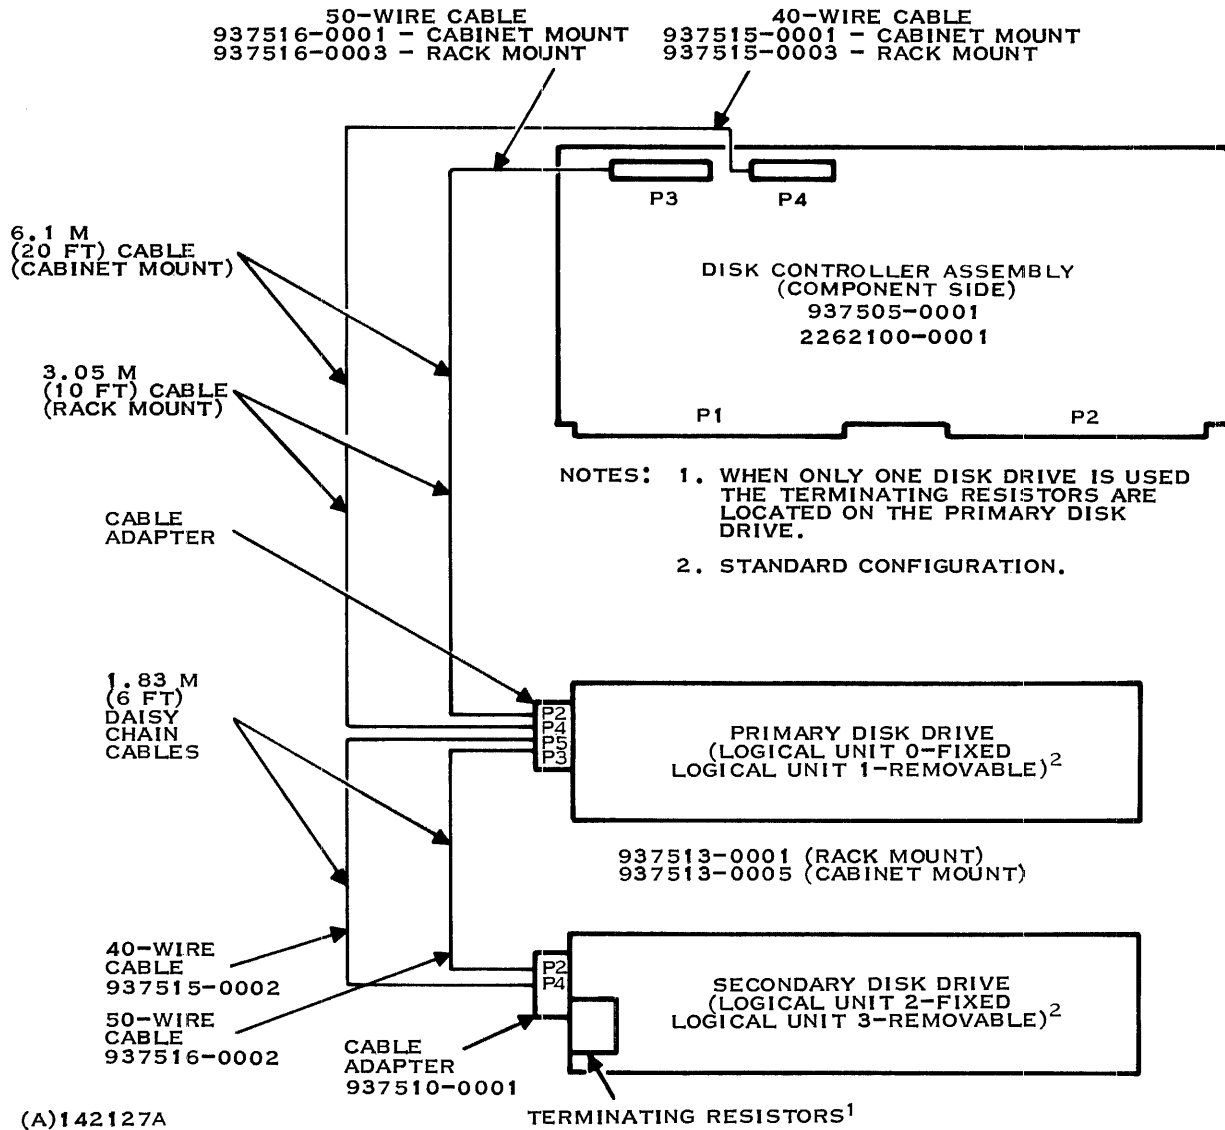 50-WIRE CABLE
937516-0001 - CABINET MOUNT
937516-0003 - RACK MOUNT
40-WIRE CABLE
937515-0001 - CABINET MOUNT
937515-0003 - RACK MOUNT
P3
P4
6.1 M
(20 FT) CABLE
(CABINET MOUNT)
DISK CONTROLLER ASSEMBLY
(COMPONENT SIDE)
937505-0001
2262100-0001
3.05 M
(10 FT) CABLE
(RACK MOUNT)
P1
P2
NOTES: 1. WHEN ONLY ONE DISK DRIVE IS USED
THE TERMINATING RESISTORS ARE
LOCATED ON THE PRIMARY DISK
DRIVE.
2. STANDARD CONFIGURATION.
CABLE
ADAPTER
1.83 M
(6 FT)
DAISY
CHAIN
CABLES
P2
P4
P5
P3
PRIMARY DISK DRIVE
(LOGICAL UNIT 0-FIXED
LOGICAL UNIT 1-REMOVABLE)²
937513-0001 (RACK MOUNT)
937513-0005 (CABINET MOUNT)
40-WIRE
CABLE
937515-0002
50-WIRE
CABLE
937516-0002
P2
P4
SECONDARY DISK DRIVE
(LOGICAL UNIT 2-FIXED
LOGICAL UNIT 3-REMOVABLE)²
CABLE
ADAPTER
937510-0001
TERMINATING RESISTORS¹
(A)142127A